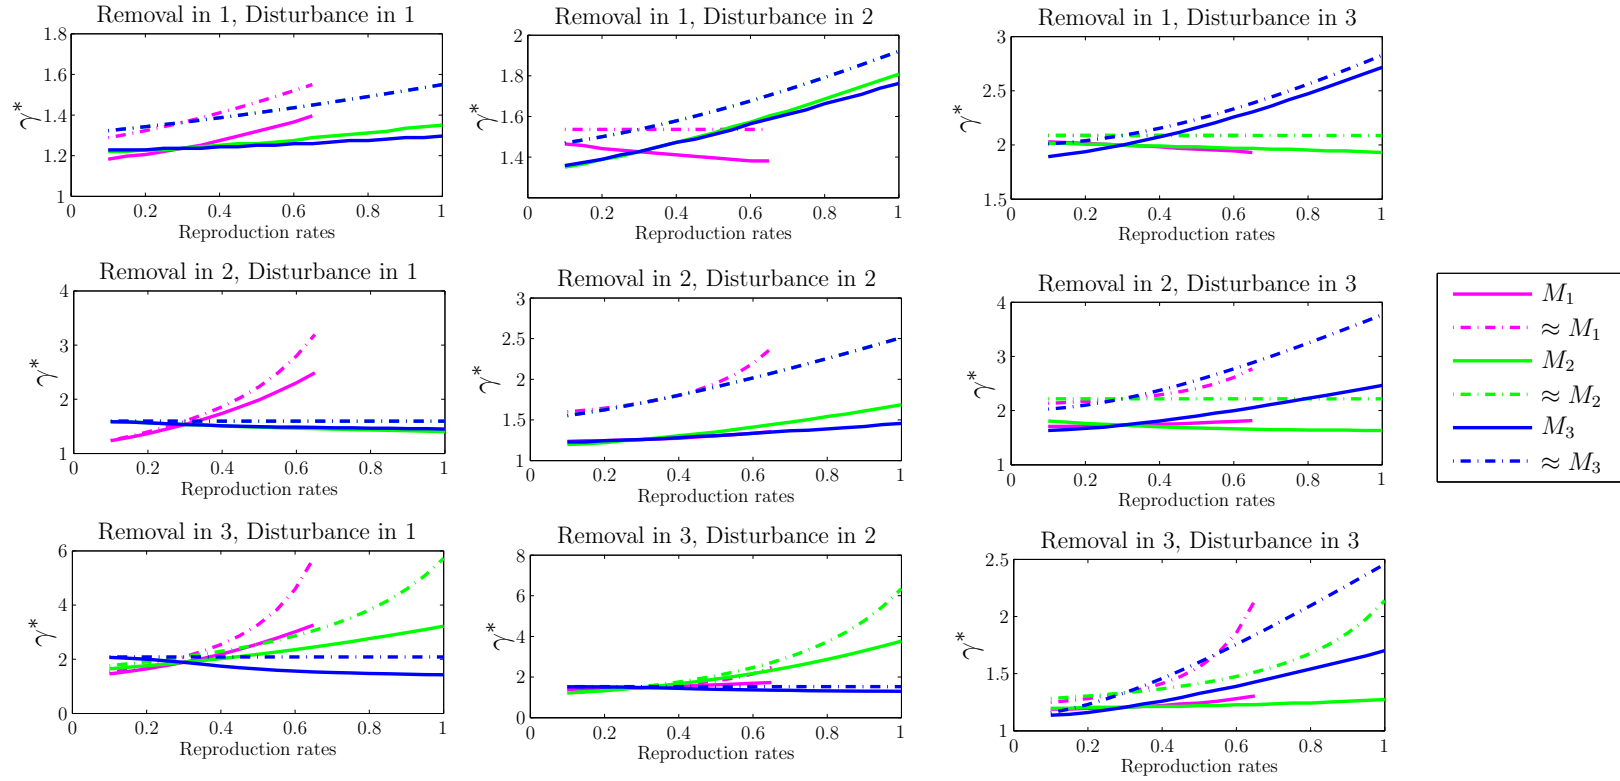 Removal in 1, Disturbance in 1
1.8
1.6
1.4
1.2
1
γ*
0 0.2 0.4 0.6 0.8 1
Reproduction rates
Removal in 1, Disturbance in 2
2
1.8
1.6
1.4
γ*
0 0.2 0.4 0.6 0.8 1
Reproduction rates
Removal in 1, Disturbance in 3
3
2.5
2
1.5
γ*
0 0.2 0.4 0.6 0.8 1
Reproduction rates
Removal in 2, Disturbance in 1
4
3
2
1
γ*
0 0.2 0.4 0.6 0.8 1
Reproduction rates
Removal in 2, Disturbance in 2
3
2.5
2
1.5
1
γ*
0 0.2 0.4 0.6 0.8 1
Reproduction rates
Removal in 2, Disturbance in 3
4
3
2
1
γ*
0 0.2 0.4 0.6 0.8 1
Reproduction rates
M₁
≈ M₁
M₂
≈ M₂
M₃
≈ M₃
Removal in 3, Disturbance in 1
6
4
2
0
γ*
0 0.2 0.4 0.6 0.8 1
Reproduction rates
Removal in 3, Disturbance in 2
8
6
4
2
0
γ*
0 0.2 0.4 0.6 0.8 1
Reproduction rates
Removal in 3, Disturbance in 3
2.5
2
1.5
1
γ*
0 0.2 0.4 0.6 0.8 1
Reproduction rates